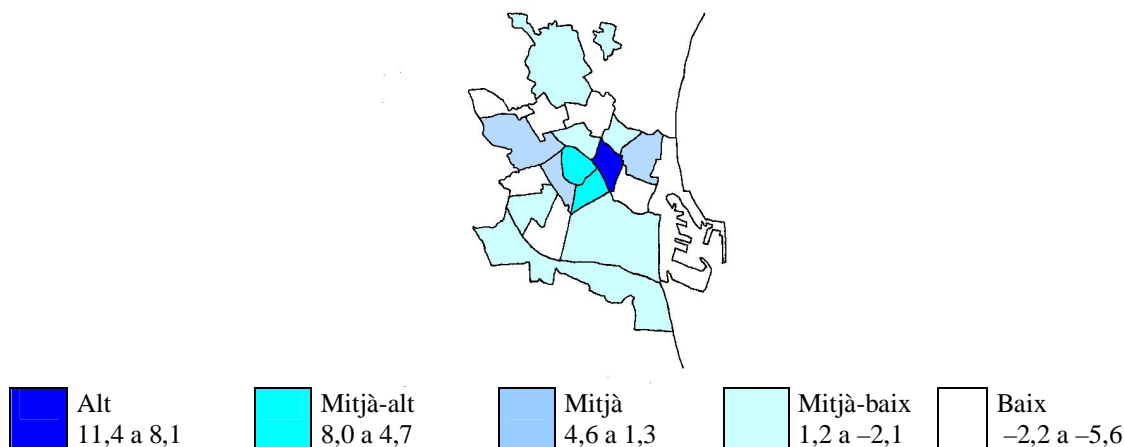 Alt
11,4 a 8,1
Mitjà-alt
8,0 a 4,7
Mitjà
4,6 a 1,3
Mitjà-baix
1,2 a –2,1
Baix
–2,2 a –5,6